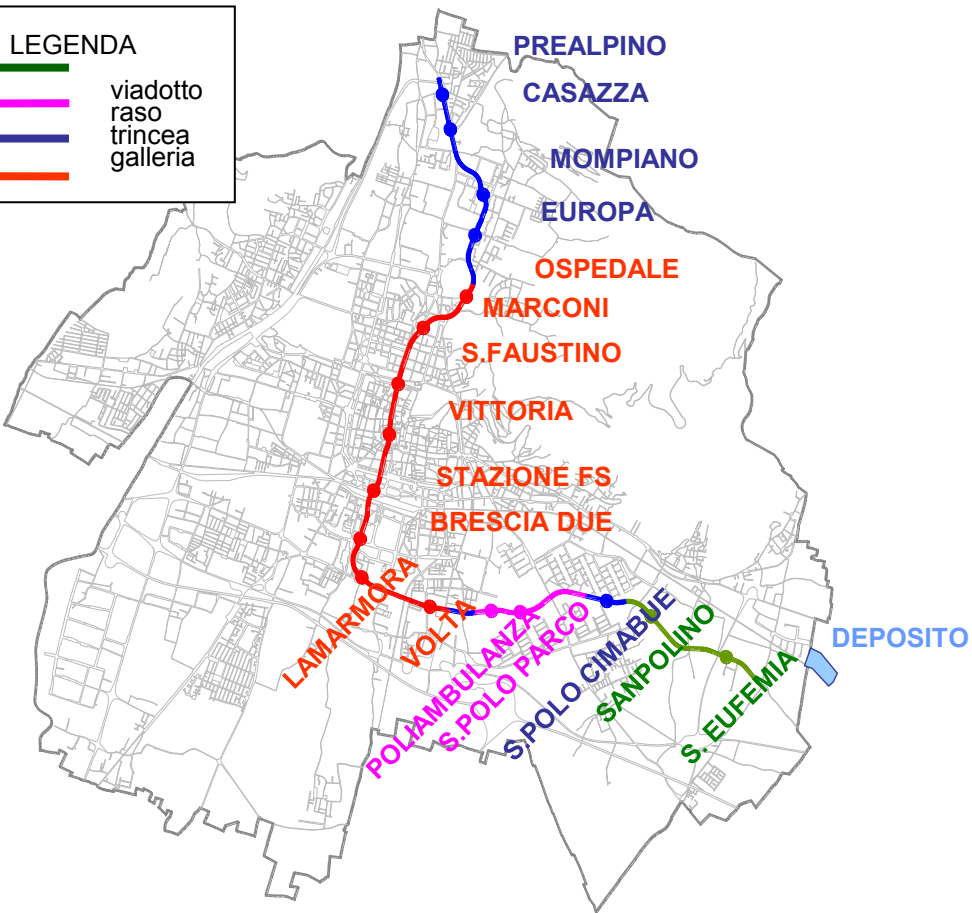 LEGENDA
viadotto
raso
trincea
galleria
PREALPINO
CASAZZA
MOMPIANO
EUROPA
OSPEDALE
MARCONI
S.FAUSTINO
VITTORIA
STAZIONE FS
BRESCIA DUE
LAMARMORA
VOLTA
POLIAMBULANZA
S.POLO PARCO
S.POLO CIMABUE
SANPOLINO
S. EUFEMIA
DEPOSITO